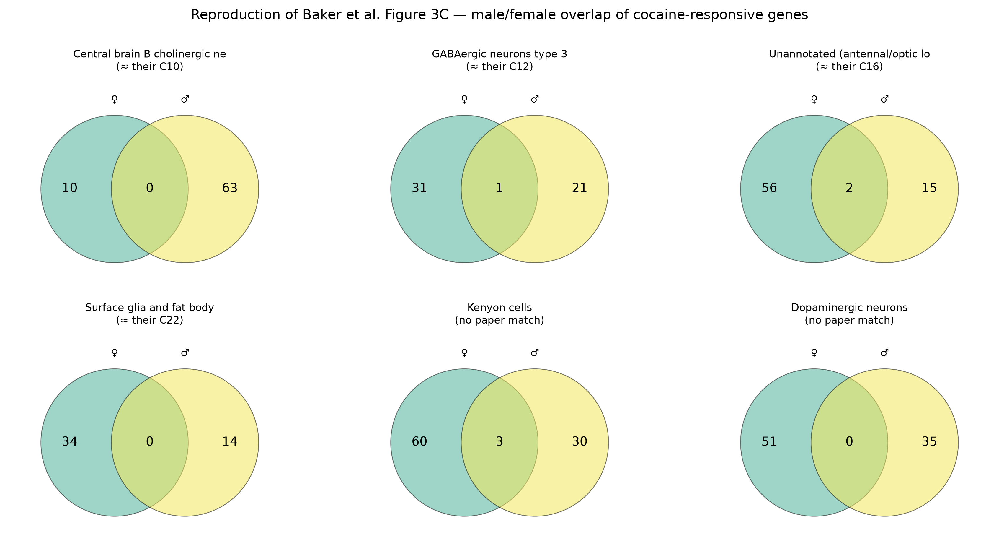 Reproduction of Baker et al. Figure 3C — male/female overlap of cocaine-responsive genes
Central brain B cholinergic ne
(≈ their C10)
♀ ♂
10 0 63
GABAergic neurons type 3
(≈ their C12)
♀ ♂
31 1 21
Unannotated (antennal/optic lo
(≈ their C16)
♀ ♂
56 2 15
Surface glia and fat body
(≈ their C22)
♀ ♂
34 0 14
Kenyon cells
(no paper match)
♀ ♂
60 3 30
Dopaminergic neurons
(no paper match)
♀ ♂
51 0 35